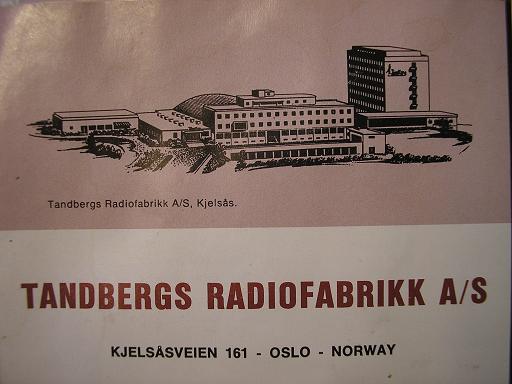 Tandbergs Radiofabrikk A/S, Kjelsås.
TANDBERGS RADIOFABRIKK A/S
KJELSÅSVEIEN 161 - OSLO - NORWAY